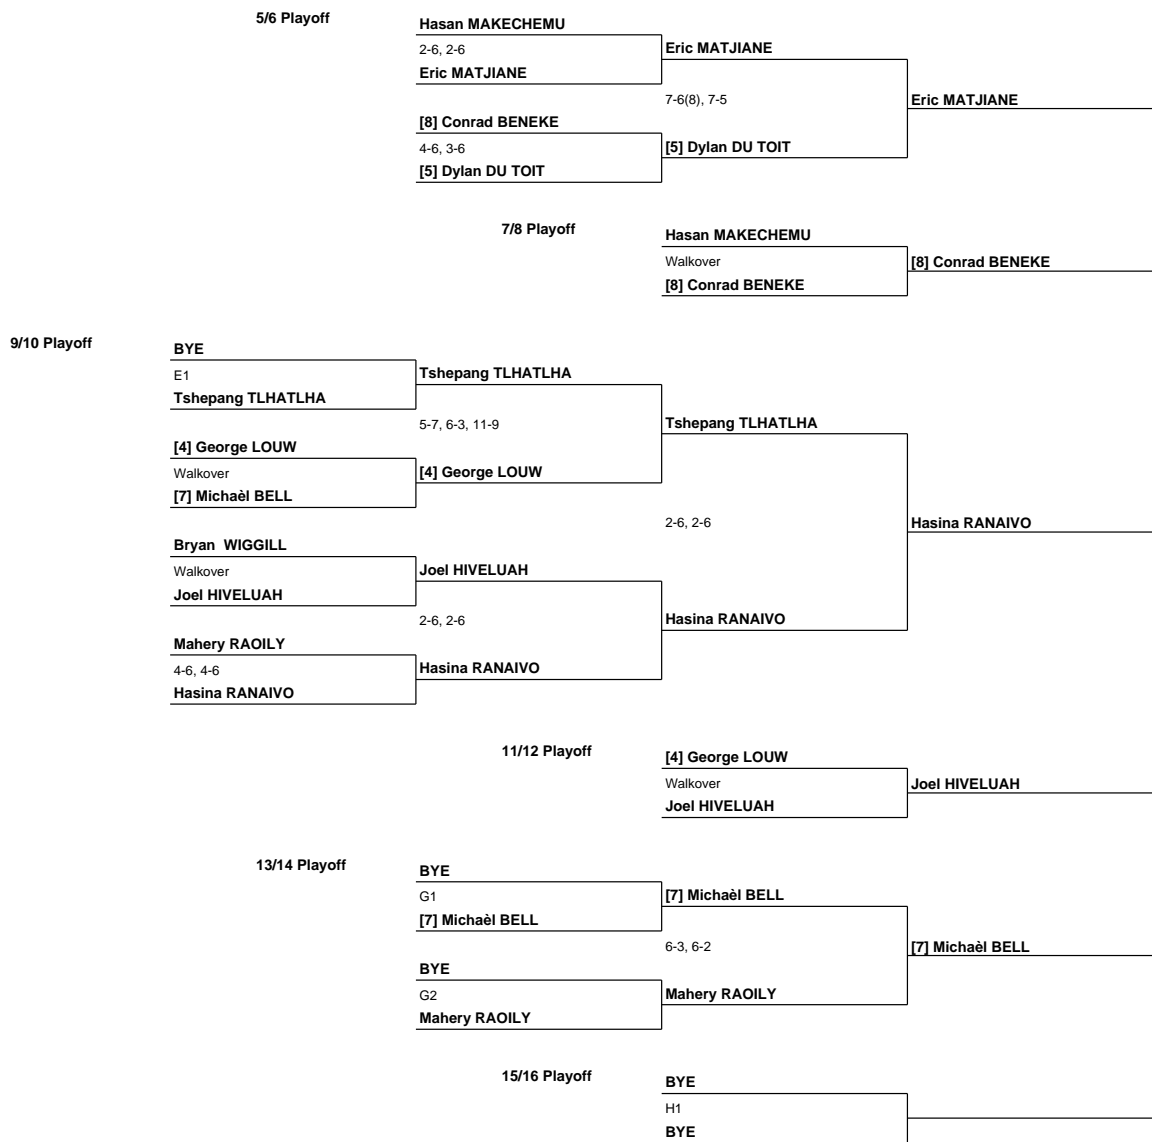 5/6 Playoff
Hasan MAKECHEMU
2-6, 2-6
Eric MATJIANE
Eric MATJIANE
7-6(8), 7-5
Eric MATJIANE
[8] Conrad BENEKE
4-6, 3-6
[5] Dylan DU TOIT
[5] Dylan DU TOIT
7/8 Playoff
Hasan MAKECHEMU
Walkover
[8] Conrad BENEKE
[8] Conrad BENEKE
9/10 Playoff
BYE
E1
Tshepang TLHATLHA
Tshepang TLHATLHA
5-7, 6-3, 11-9
Tshepang TLHATLHA
[4] George LOUW
Walkover
[4] George LOUW
[7] Michaèl BELL
2-6, 2-6
Hasina RANAIVO
Bryan  WIGGILL
Walkover
Joel HIVELUAH
Joel HIVELUAH
2-6, 2-6
Hasina RANAIVO
Mahery RAOILY
4-6, 4-6
Hasina RANAIVO
Hasina RANAIVO
11/12 Playoff
[4] George LOUW
Walkover
Joel HIVELUAH
Joel HIVELUAH
13/14 Playoff
BYE
G1
[7] Michaèl BELL
[7] Michaèl BELL
6-3, 6-2
[7] Michaèl BELL
BYE
G2
Mahery RAOILY
Mahery RAOILY
15/16 Playoff
BYE
H1
BYE